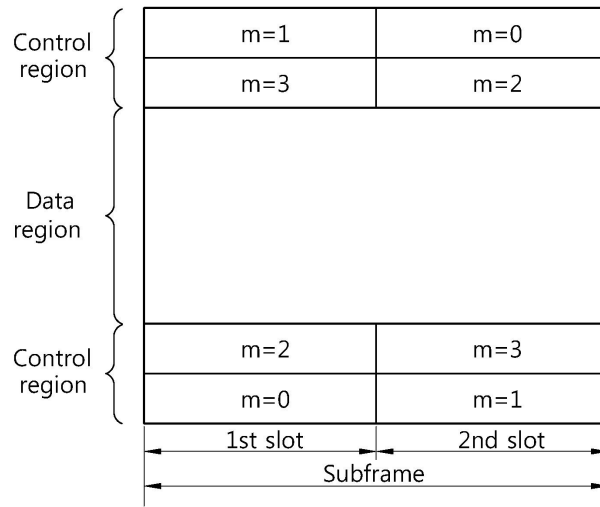 Control
region
m=1
m=0
m=3
m=2
Data
region
Control
region
m=2
m=3
m=0
m=1
1st slot
2nd slot
Subframe